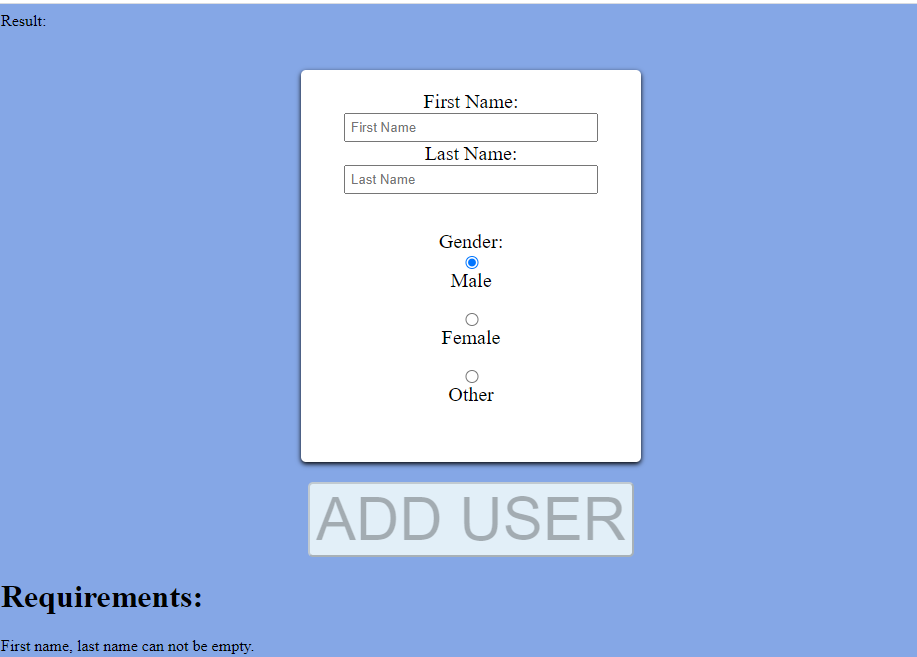 Result:
First Name:
First Name
Last Name:
Last Name
Gender:
Male
Female
Other
ADD USER
Requirements:
First name, last name can not be empty.